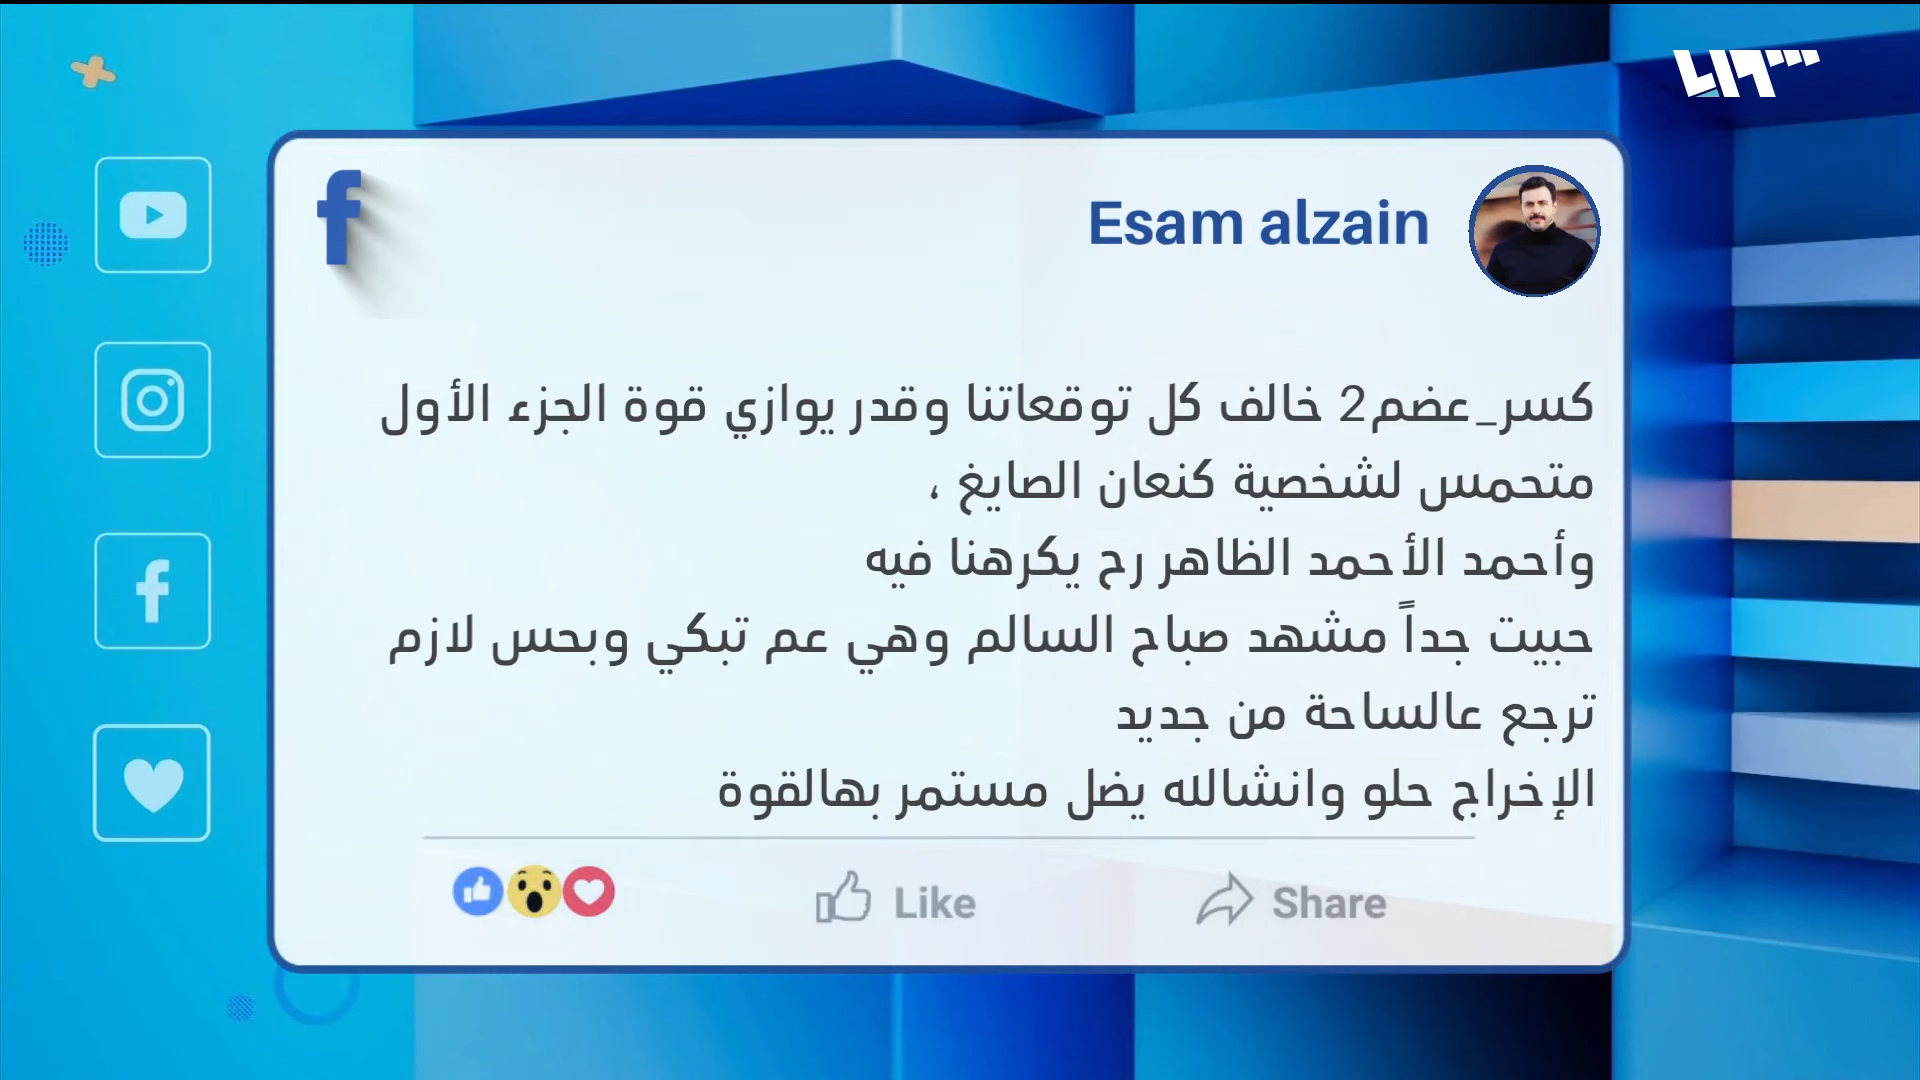 Esam alzain
كسر_عضم2 خالف كل توقعاتنا وقدر يوازي قوة الجزء الأول
متحمس لشخصية كنعان الصايغ ،
وأحمد الأحمد الظاهر رح يكرهنا فيه
حبيت جداً مشهد صباح السالم وهي عم تبكي وبحس لازم
ترجع عالساحة من جديد
الإخراج حلو وانشالله يضل مستمر بهالقوة
Like
Share